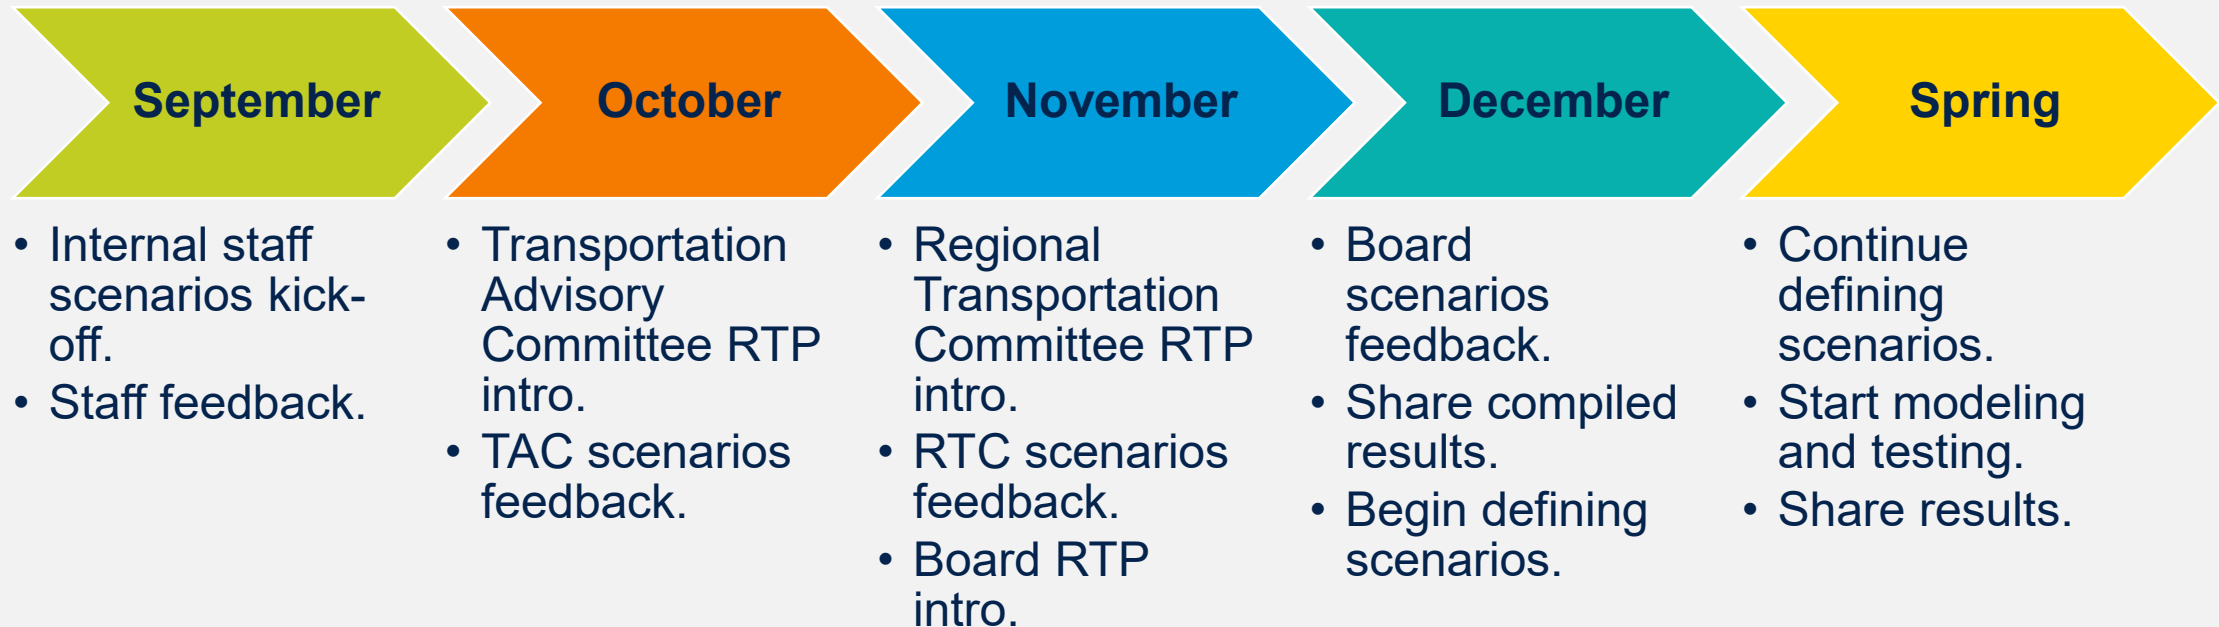 September
• Internal staff
scenarios kick-
off.
• Staff feedback.
October
• Transportation
Advisory
Committee RTP
intro.
• TAC scenarios
feedback.
November
• Regional
Transportation
Committee RTP
intro.
• RTC scenarios
feedback.
• Board RTP
intro.
December
• Board
scenarios
feedback.
• Share compiled
results.
• Begin defining
scenarios.
Spring
• Continue
defining
scenarios.
• Start modeling
and testing.
• Share results.